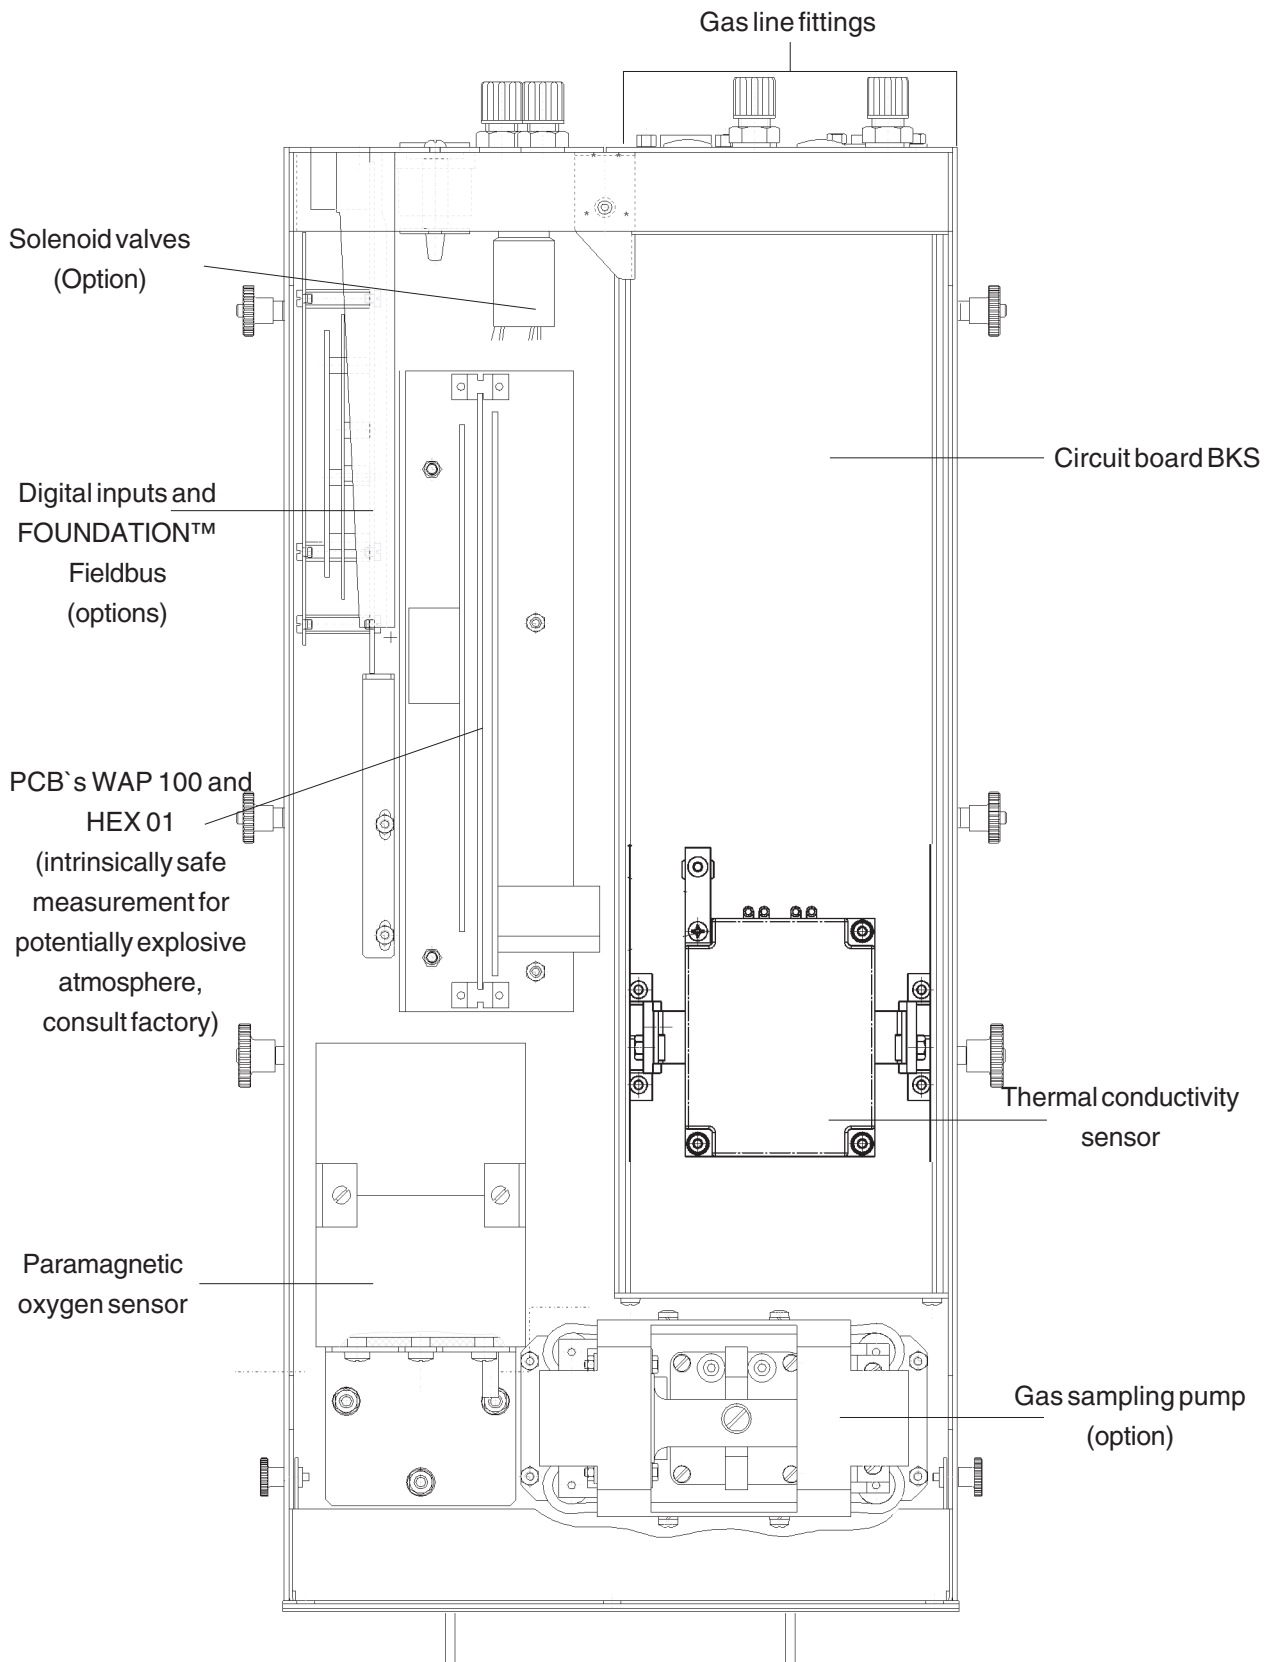 Gas line fittings
Solenoid valves
(Option)
Circuit board BKS
Digital inputs and
FOUNDATION™
Fieldbus
(options)
PCB`s WAP 100 and
HEX 01
(intrinsically safe
measurement for
potentially explosive
atmosphere,
consult factory)
Thermal conductivity
sensor
Paramagnetic
oxygen sensor
Gas sampling pump
(option)